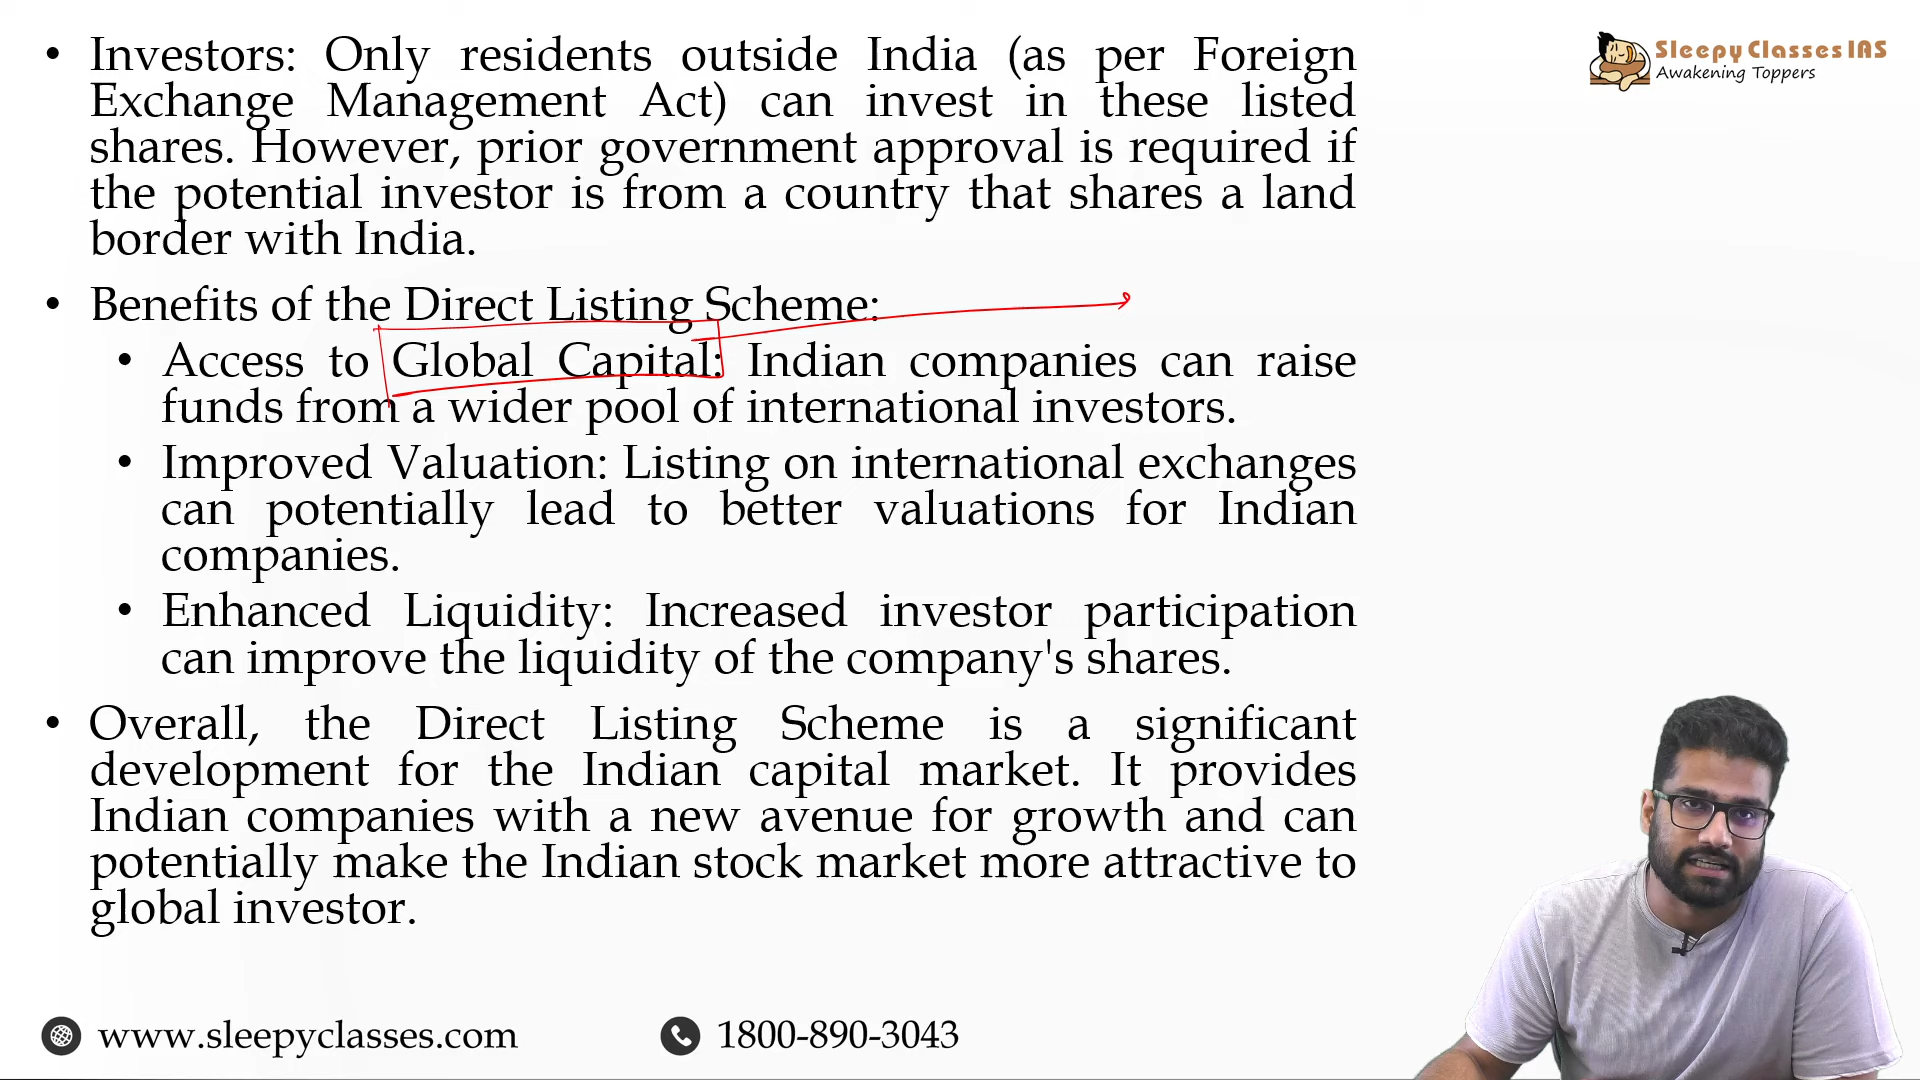 • Investors: Only residents outside India (as per Foreign
Exchange Management Act) can invest in these listed
shares. However, prior government approval is required if
the potential investor is from a country that shares a land
border with India.
• Benefits of the Direct Listing Scheme:
• Access to Global Capital: Indian companies can raise
funds from a wider pool of international investors.
• Improved Valuation: Listing on international exchanges
can potentially lead to better valuations for Indian
companies.
• Enhanced Liquidity: Increased investor participation
can improve the liquidity of the company's shares.
• Overall, the Direct Listing Scheme is a significant
development for the Indian capital market. It provides
Indian companies with a new avenue for growth and can
potentially make the Indian stock market more attractive to
global investor.
Sleepy Classes IAS
Awakening Toppers
www.sleepyclasses.com
1800-890-3043